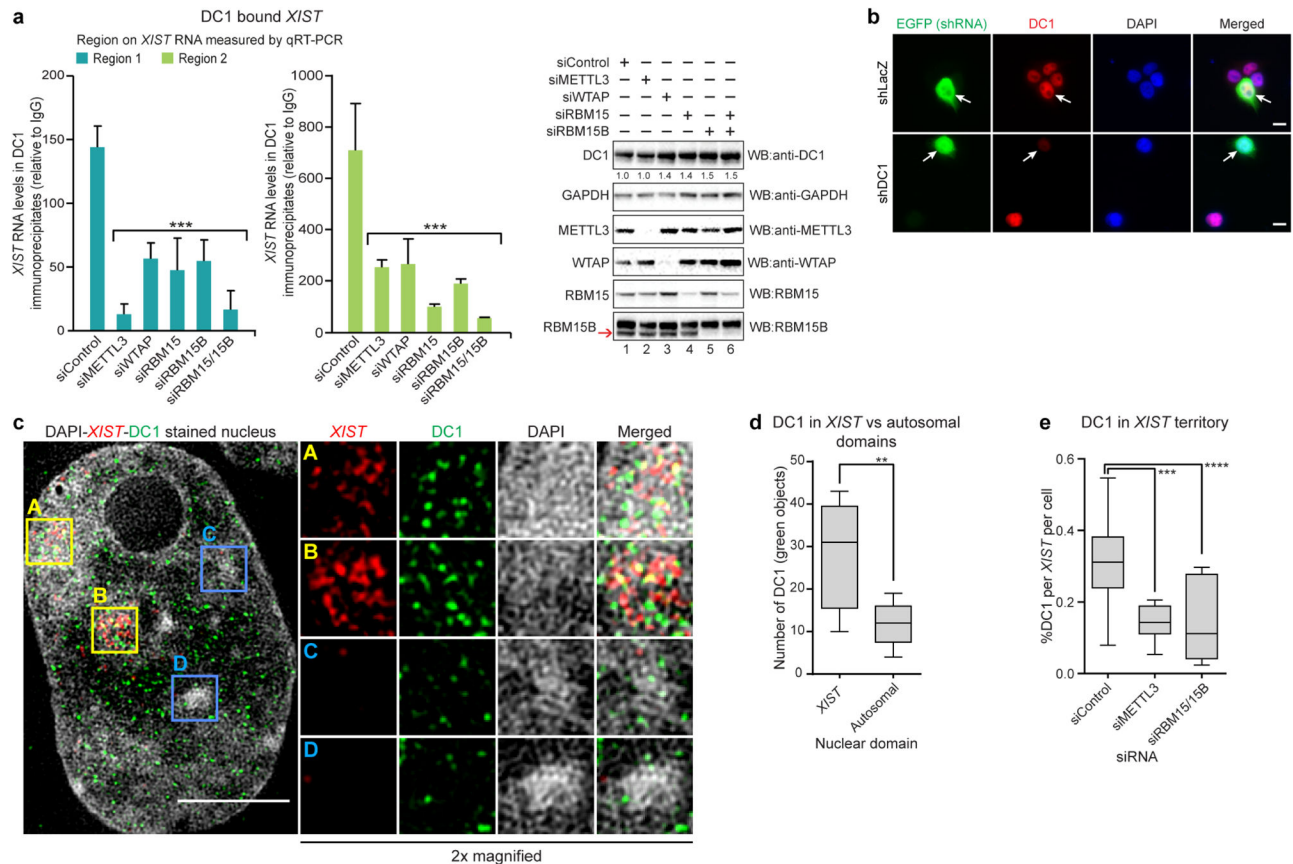 a
DC1 bound XIST
Region on XIST RNA measured by qRT-PCR
Region 1 Region 2
XIST RNA levels in DC1
immunoprecipitates (relative to IgG)
200
150
100
50
0
siControl
siMETTL3
siWTAP
siRBM15
siRBM15B
siRBM15/15B
***
XIST RNA levels in DC1
immunoprecipitates (relative to IgG)
1000
800
600
400
200
0
siControl
siMETTL3
siWTAP
siRBM15
siRBM15B
siRBM15/15B
***
siControl + – – – – –
siMETTL3 – + – – – –
siWTAP – – + – – –
siRBM15 – – – + – +
siRBM15B – – – – + +
DC1 WB:anti-DC1
1.0 1.0 1.4 1.4 1.5 1.5
GAPDH WB:anti-GAPDH
METTL3 WB:anti-METTL3
WTAP WB:anti-WTAP
RBM15 WB:RBM15
RBM15B WB:RBM15B
1 2 3 4 5 6
b
EGFP (shRNA) DC1 DAPI Merged
shLacZ
shDC1
c
DAPI-XIST-DC1 stained nucleus
XIST DC1 DAPI Merged
A
B
C
D
A
B
C
D
2x magnified
d
DC1 in XIST vs autosomal
domains
**
Number of DC1 (green objects)
50
40
30
20
10
0
XIST
Autosomal
Nuclear domain
e
DC1 in XIST territory
***
****
%DC1 per XIST per cell
0.6
0.4
0.2
0.0
siControl
siMETTL3
siRBM15/15B
siRNA